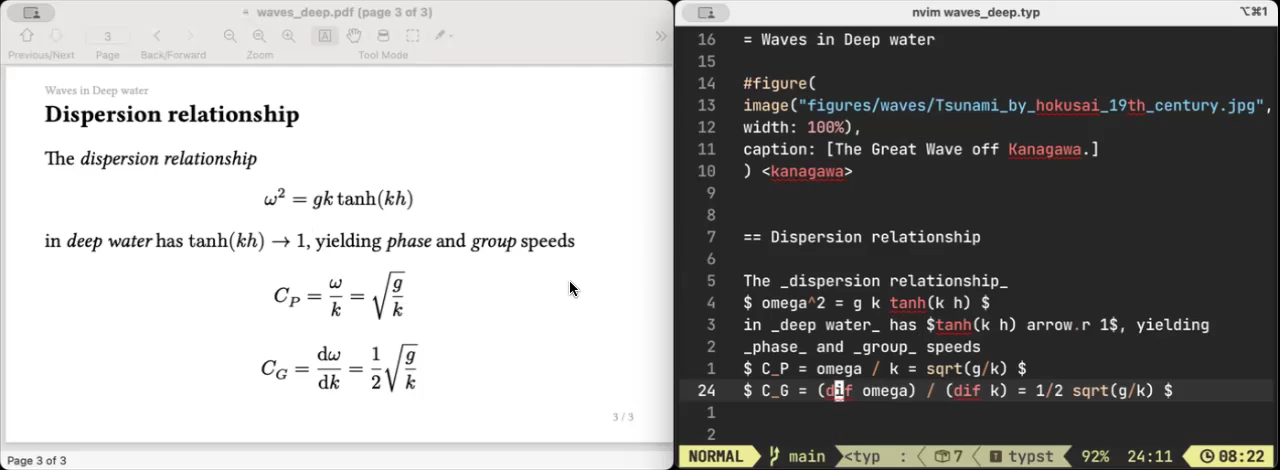 waves_deep.pdf (page 3 of 3)
3
Previous/Next
Page
Back/Forward
Zoom
Tool Mode
Waves in Deep water
Dispersion relationship
The dispersion relationship
ω² = gk tanh(kh)
in deep water has tanh(kh) → 1, yielding phase and group speeds
C_P = ω/k = √(g/k)
C_G = dω/dk = 1/2 √(g/k)
3 / 3
Page 3 of 3
nvim waves_deep.typ
⌥⌘1
16 = Waves in Deep water
15
14 #figure(
13 image("figures/waves/Tsunami_by_hokusai_19th_century.jpg",
12 width: 100%),
11 caption: [The Great Wave off Kanagawa.]
10 ) <kanagawa>
9
8
7 == Dispersion relationship
6
5 The _dispersion relationship_
4 $ omega^2 = g k tanh(k h) $
3 in _deep water_ has $tanh(k h) arrow.r 1$, yielding
2 _phase_ and _group_ speeds
1 $ C_P = omega / k = sqrt(g/k) $
24 $ C_G = (dif omega) / (dif k) = 1/2 sqrt(g/k) $
1
2
NORMAL main <typ : 7 typst 92% 24:11 08:22